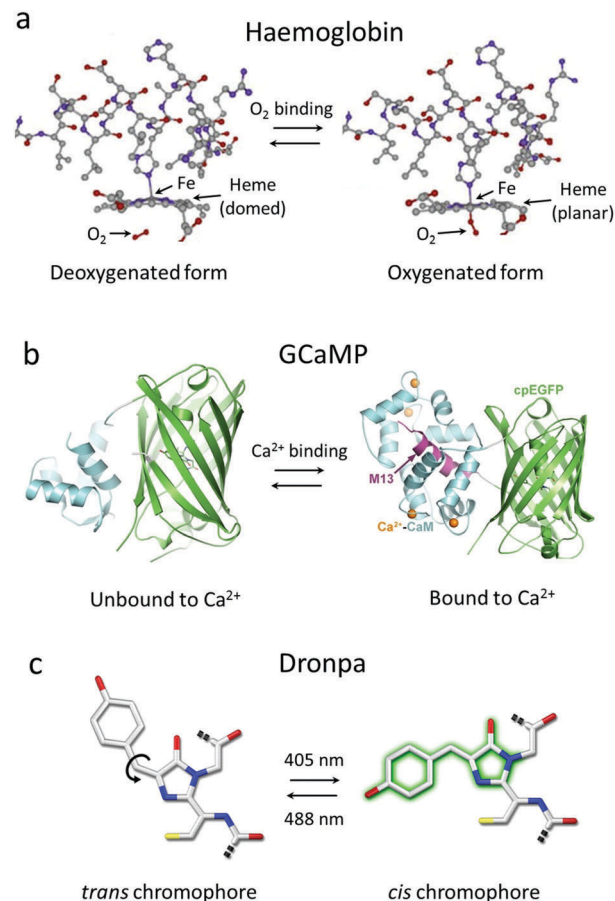 a
Haemoglobin
O₂ binding
Fe
Heme
(domed)
O₂
Deoxygenated form
Fe
Heme
(planar)
O₂
Oxygenated form
b
GCaMP
Ca²⁺ binding
cpEGFP
M13
Ca²⁺-CaM
Unbound to Ca²⁺
Bound to Ca²⁺
c
Dronpa
405 nm
488 nm
trans chromophore
cis chromophore